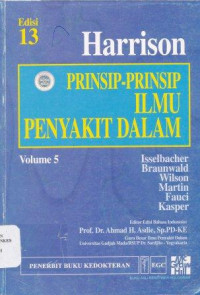 Edisi
13
Harrison
PRINSIP-PRINSIP
ILMU
PENYAKIT DALAM
Volume 5
Isselbacher
Braunwald
Wilson
Martin
Fauci
Kasper
Editor Edisi Bahasa Indonesia:
Prof. Dr. Ahmad H. Asdie, Sp.PD-KE
PENERBIT BUKU KEDOKTERAN
EGC